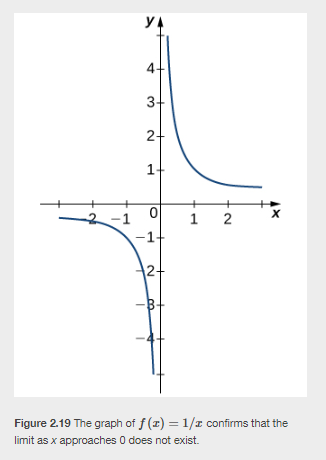 y
4
3
2
1
-2 -1 0 1 2 x
-1
-2
-3
-4
Figure 2.19 The graph of f (x) = 1/x confirms that the
limit as x approaches 0 does not exist.